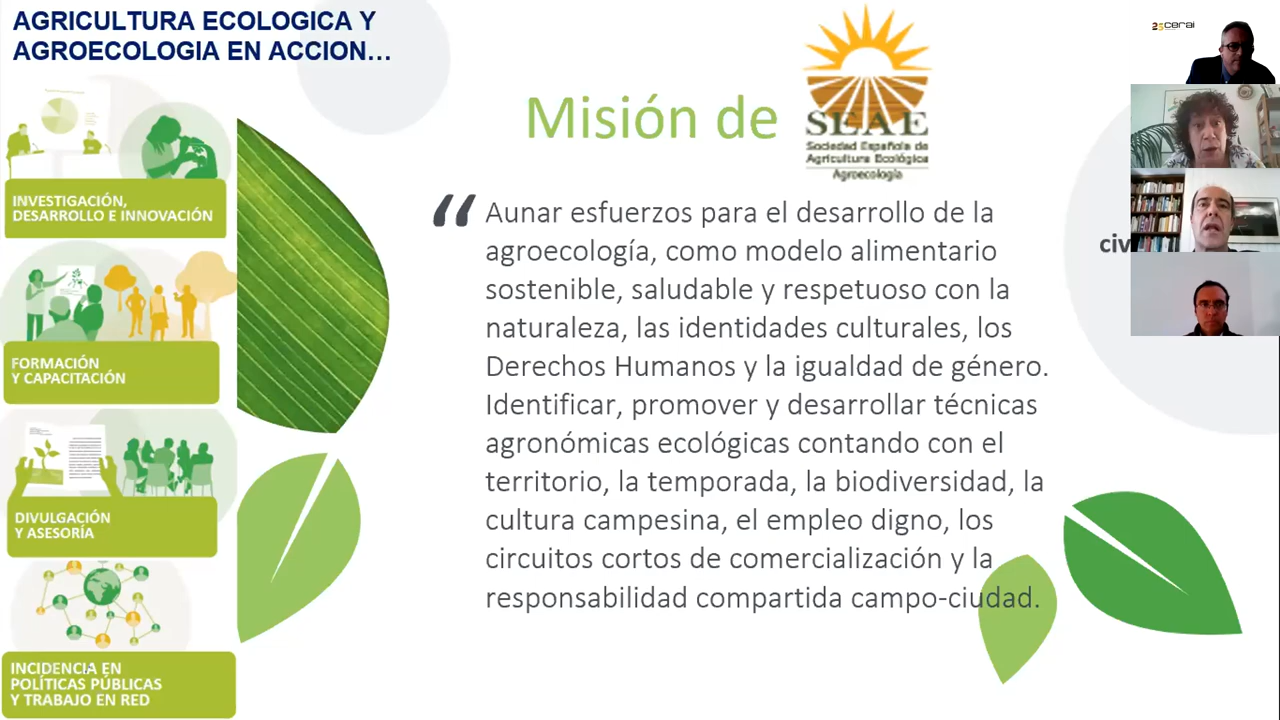 AGRICULTURA ECOLOGICA Y
AGROECOLOGIA EN ACCION…
INVESTIGACIÓN,
DESARROLLO E INNOVACIÓN
FORMACIÓN
Y CAPACITACIÓN
DIVULGACIÓN
Y ASESORÍA
INCIDENCIA EN
POLÍTICAS PÚBLICAS
Y TRABAJO EN RED
Misión de
SEAE
Sociedad Española de
Agricultura Ecológica
Agroecología
“ Aunar esfuerzos para el desarrollo de la
agroecología, como modelo alimentario
sostenible, saludable y respetuoso con la
naturaleza, las identidades culturales, los
Derechos Humanos y la igualdad de género.
Identificar, promover y desarrollar técnicas
agronómicas ecológicas contando con el
territorio, la temporada, la biodiversidad, la
cultura campesina, el empleo digno, los
circuitos cortos de comercialización y la
responsabilidad compartida campo-ciudad.
25 cerai